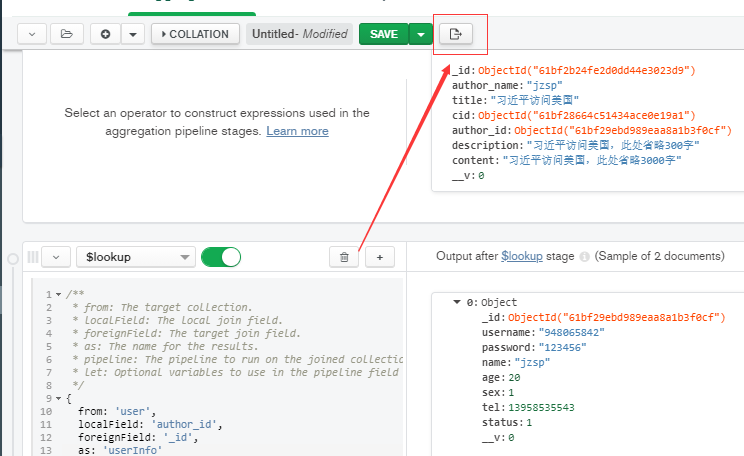 COLLATION
Untitled- Modified
SAVE
Select an operator to construct expressions used in the
aggregation pipeline stages. Learn more
_id:ObjectId("61bf2b24fe2d0dd44e3023d9")
author_name:"jzsp"
title:"习近平访问美国"
cid:ObjectId("61bf28664c51434ace0e19a1")
author_id:ObjectId("61bf29ebd989eaa8a1b3f0cf")
description:"习近平访问美国, 此处省略300字"
content:"习近平访问美国, 此处省略3000字"
__v:0
$lookup
Output after $lookup stage (Sample of 2 documents)
1 /**
2 * from: The target collection.
3 * localField: The local join field.
4 * foreignField: The target join field.
5 * as: The name for the results.
6 * pipeline: The pipeline to run on the joined collectic
7 * let: Optional variables to use in the pipeline field
8 */
9 {
10 from: 'user',
11 localField: 'author_id',
12 foreignField: '_id',
13 as: 'userInfo'
0:Object
_id:ObjectId("61bf29ebd989eaa8a1b3f0cf")
username:"948065842"
password:"123456"
name:"jzsp"
age:20
sex:1
tel:13958535543
status:1
__v:0